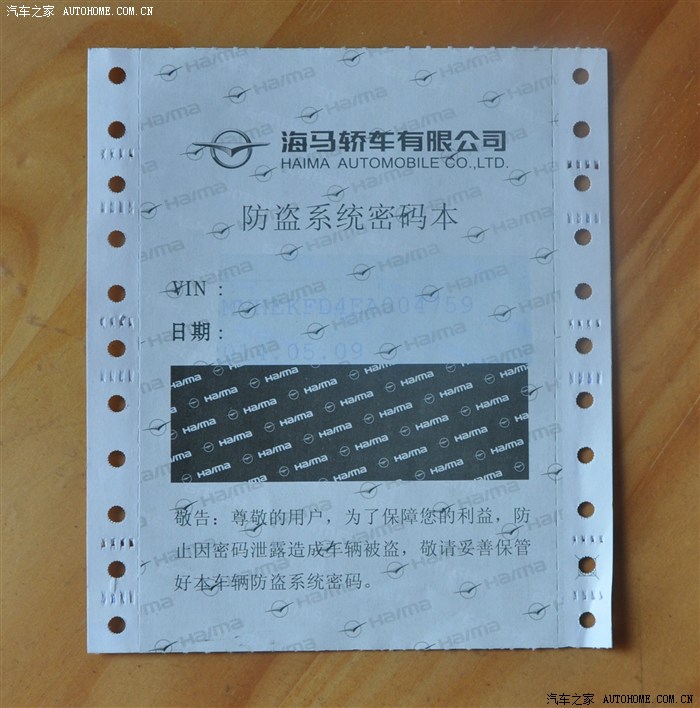 汽车之家 AUTOHOME.COM.CN
海马轿车有限公司
HAIMA AUTOMOBILE CO.,LTD.
防盗系统密码本
VIN：
日期：
05.09
Haima
敬告：尊敬的用户，为了保障您的利益，防
止因密码泄露造成车辆被盗，敬请妥善保管
好本车辆防盗系统密码。
汽车之家 AUTOHOME.COM.CN